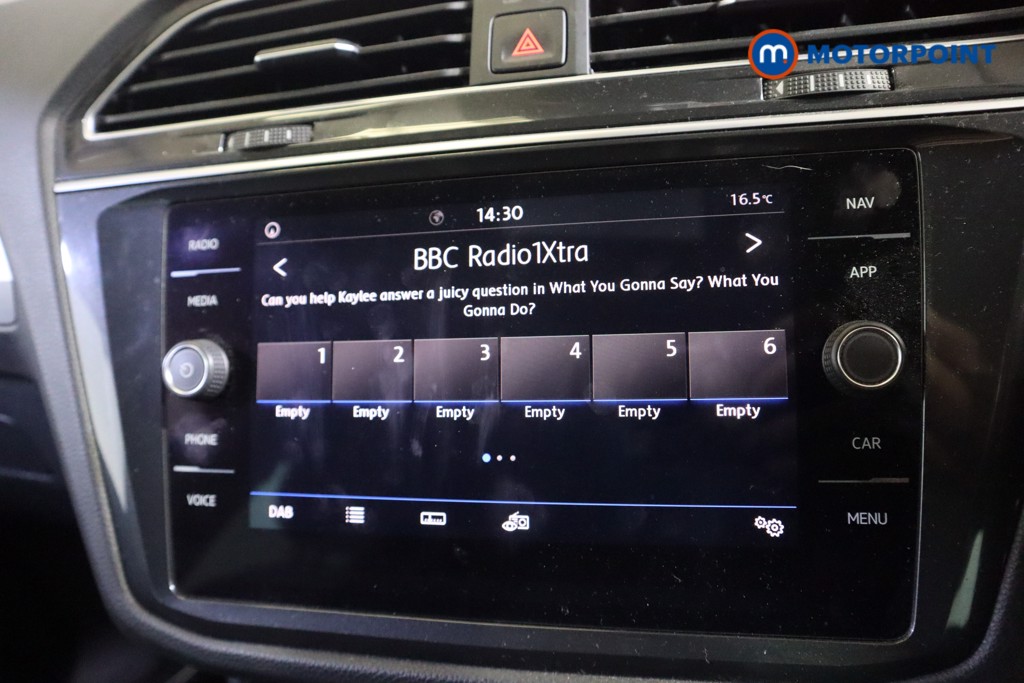 m MOTORPOINT
14:30
16.5°C
BBC Radio1Xtra
Can you help Kaylee answer a juicy question in What You Gonna Say? What You
Gonna Do?
1 2 3 4 5 6
Empty Empty Empty Empty Empty Empty
DAB
RADIO
MEDIA
PHONE
VOICE
NAV
APP
CAR
MENU